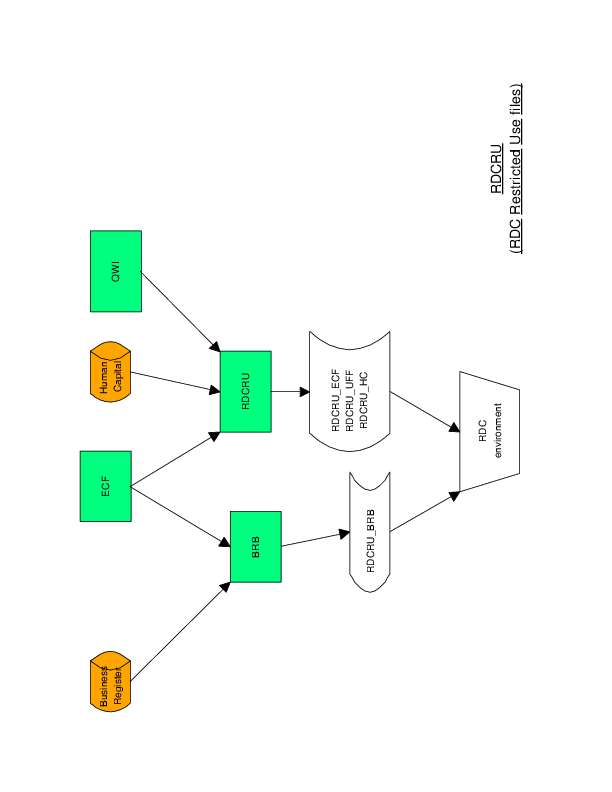 RDCRU
(RDC Restricted Use files)
Business
Register
ECF
Human
Capital
QWI
BRB
RDCRU
RDCRU_BRB
RDCRU_ECF
RDCRU_UFF
RDCRU_HC
RDC
environment